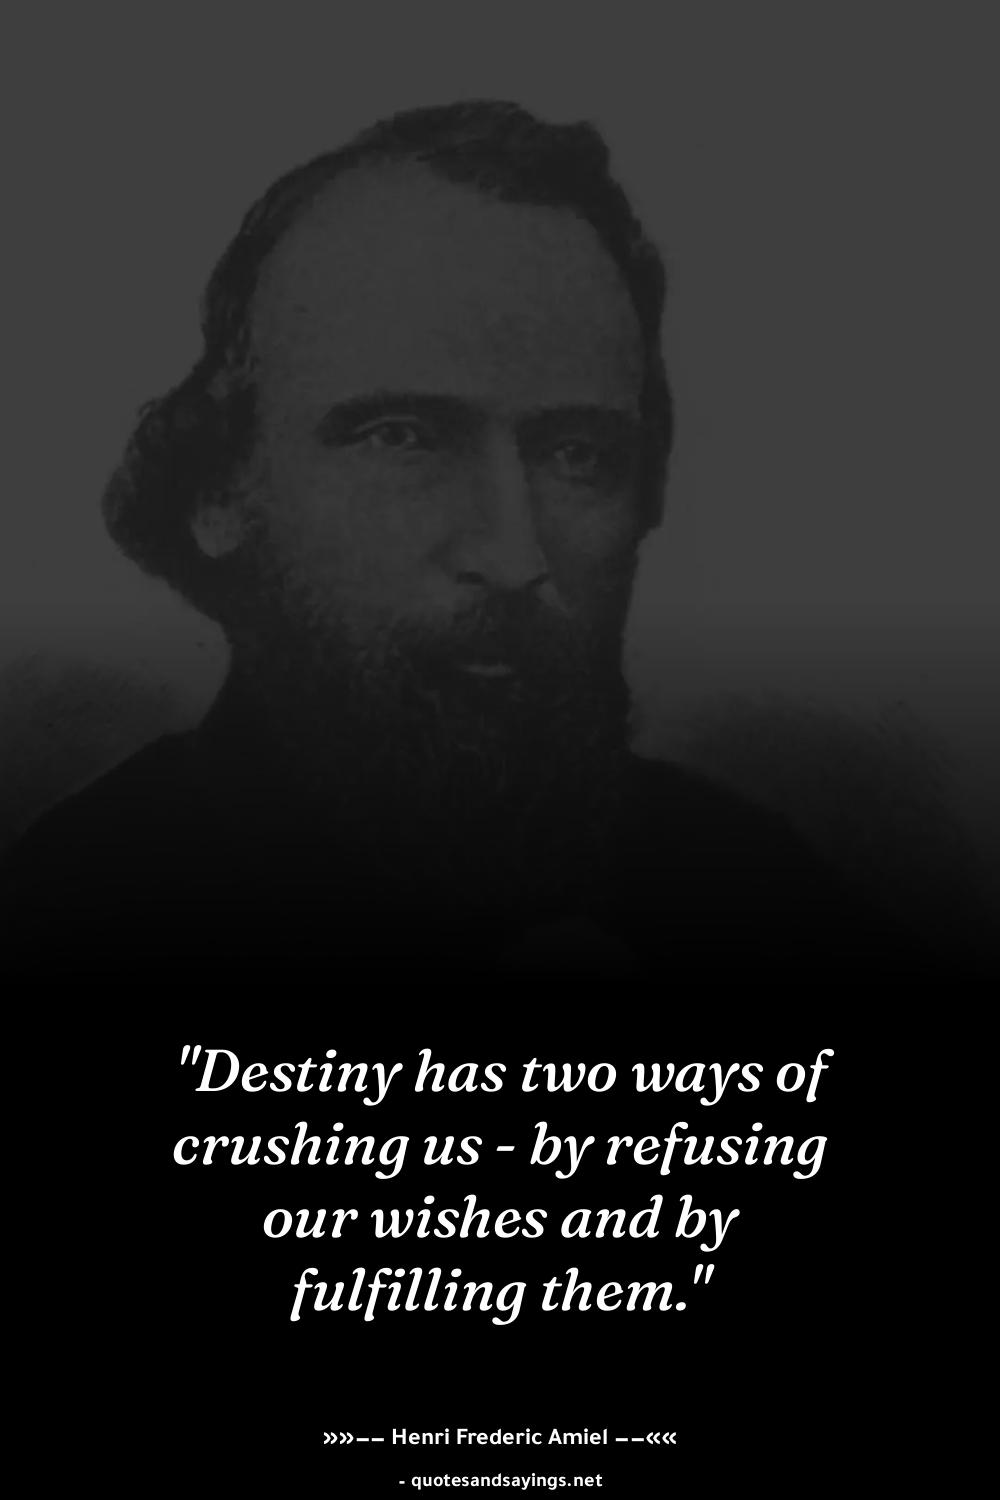 "Destiny has two ways of
crushing us - by refusing
our wishes and by
fulfilling them."
»»−− Henri Frederic Amiel −−««
- quotesandsayings.net